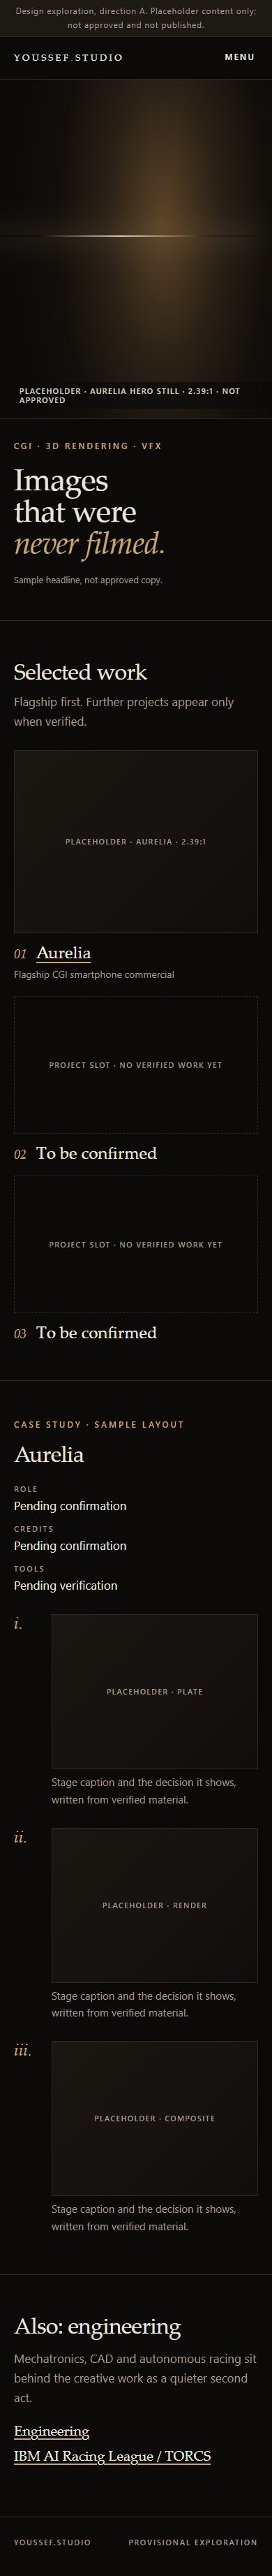 Design exploration, direction A. Placeholder content only;
not approved and not published.
YOUSSEF.STUDIO
MENU
PLACEHOLDER · AURELIA HERO STILL · 2.39:1 · NOT
APPROVED
CGI · 3D RENDERING · VFX
Images
that were
never filmed.
Sample headline, not approved copy.
Selected work
Flagship first. Further projects appear only
when verified.
PLACEHOLDER · AURELIA · 2.39:1
01 Aurelia
Flagship CGI smartphone commercial
PROJECT SLOT · NO VERIFIED WORK YET
02 To be confirmed
PROJECT SLOT · NO VERIFIED WORK YET
03 To be confirmed
CASE STUDY · SAMPLE LAYOUT
Aurelia
ROLE
Pending confirmation
CREDITS
Pending confirmation
TOOLS
Pending verification
i.
PLACEHOLDER · PLATE
Stage caption and the decision it shows,
written from verified material.
ii.
PLACEHOLDER · RENDER
Stage caption and the decision it shows,
written from verified material.
iii.
PLACEHOLDER · COMPOSITE
Stage caption and the decision it shows,
written from verified material.
Also: engineering
Mechatronics, CAD and autonomous racing sit
behind the creative work as a quieter second
act.
Engineering
IBM AI Racing League / TORCS
YOUSSEF.STUDIO
PROVISIONAL EXPLORATION